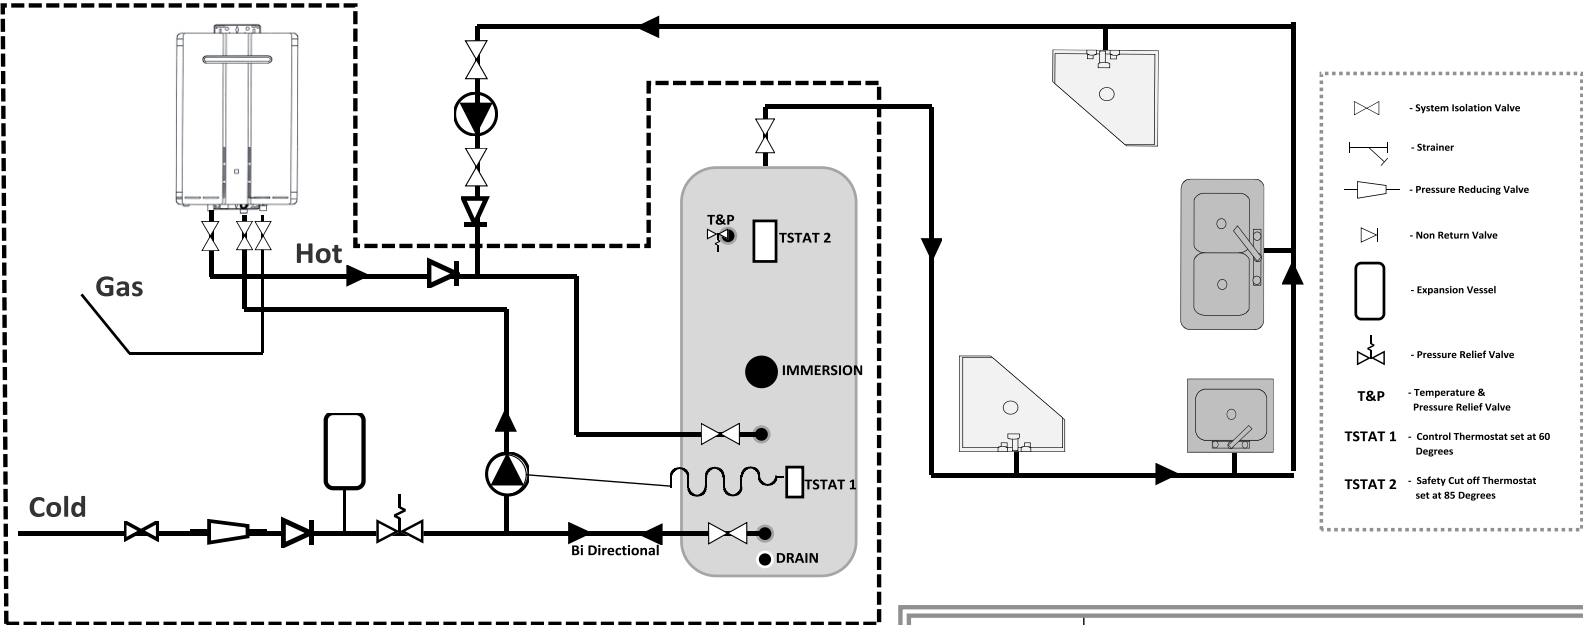 Hot
Gas
Cold
T&P
TSTAT 2
IMMERSION
TSTAT 1
Bi Directional
DRAIN
- System Isolation Valve
- Strainer
- Pressure Reducing Valve
- Non Return Valve
- Expansion Vessel
- Pressure Relief Valve
T&P - Temperature &
Pressure Relief Valve
TSTAT 1 - Control Thermostat set at 60
Degrees
TSTAT 2 - Safety Cut off Thermostat
set at 85 Degrees